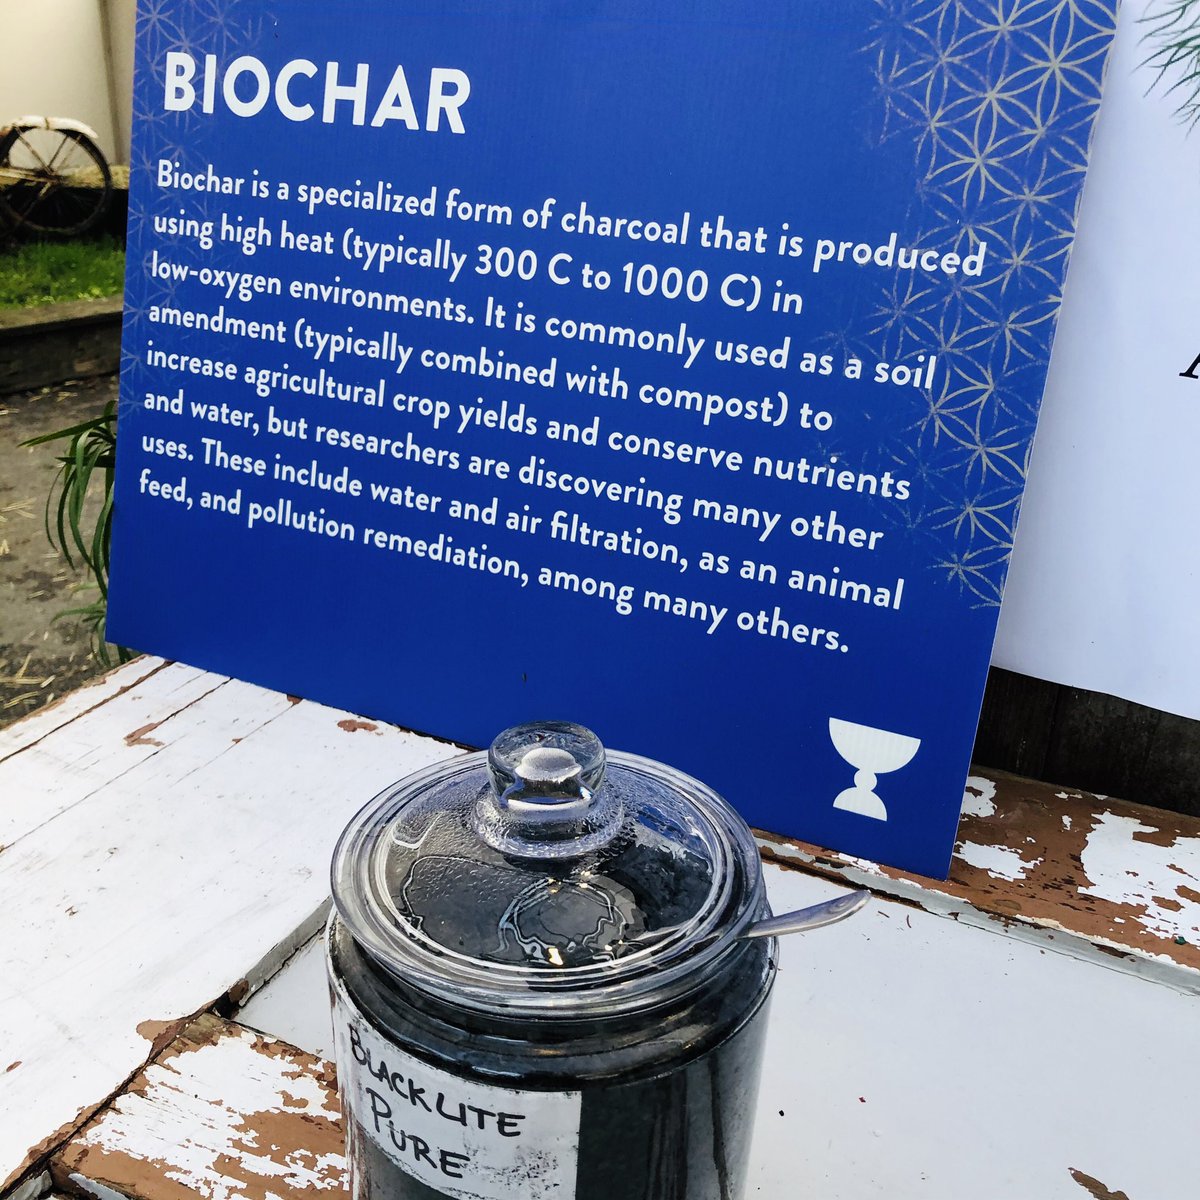 BIOCHAR
Biochar is a specialized form of charcoal that is produced
using high heat (typically 300 C to 1000 C) in
low-oxygen environments. It is commonly used as a soil
amendment (typically combined with compost) to
increase agricultural crop yields and conserve nutrients
and water, but researchers are discovering many other
uses. These include water and air filtration, as an animal
feed, and pollution remediation, among many others.
BLACKLITE
PURE